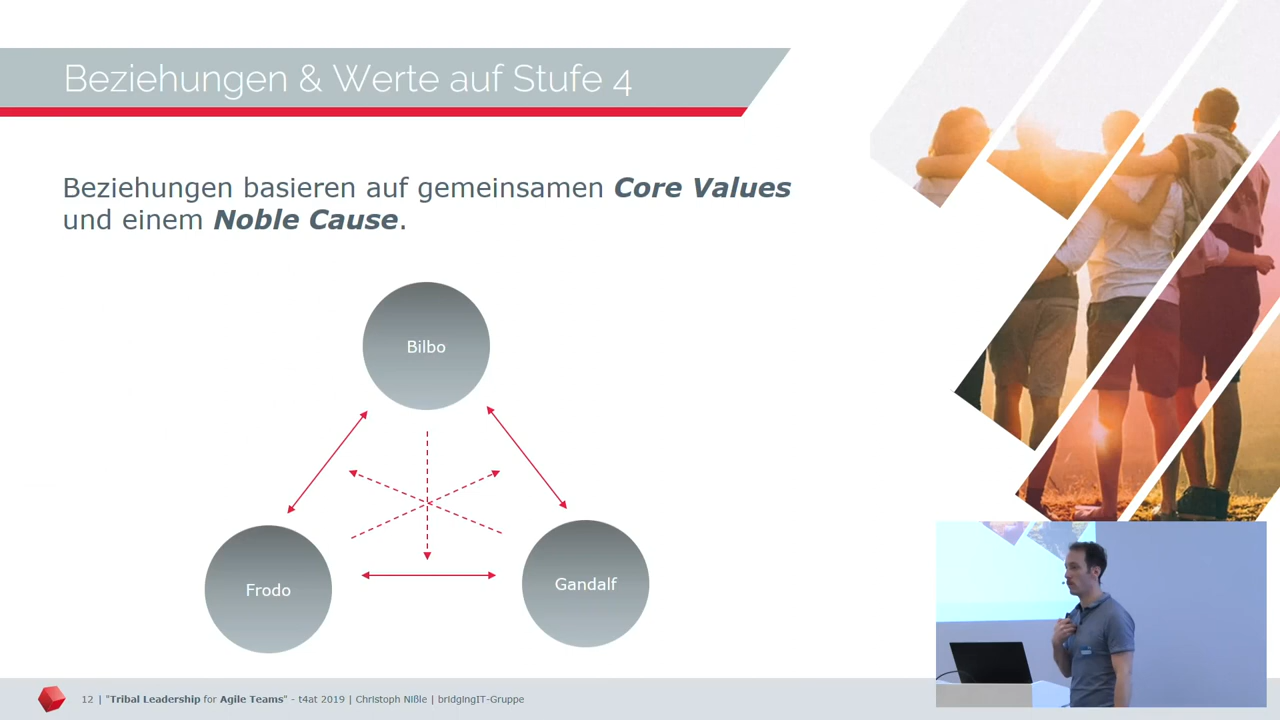 Beziehungen & Werte auf Stufe 4
Beziehungen basieren auf gemeinsamen Core Values
und einem Noble Cause.
Bilbo
Frodo
Gandalf
12 | "Tribal Leadership for Agile Teams" - t4at 2019 | Christoph Nißle | bridgingIT-Gruppe